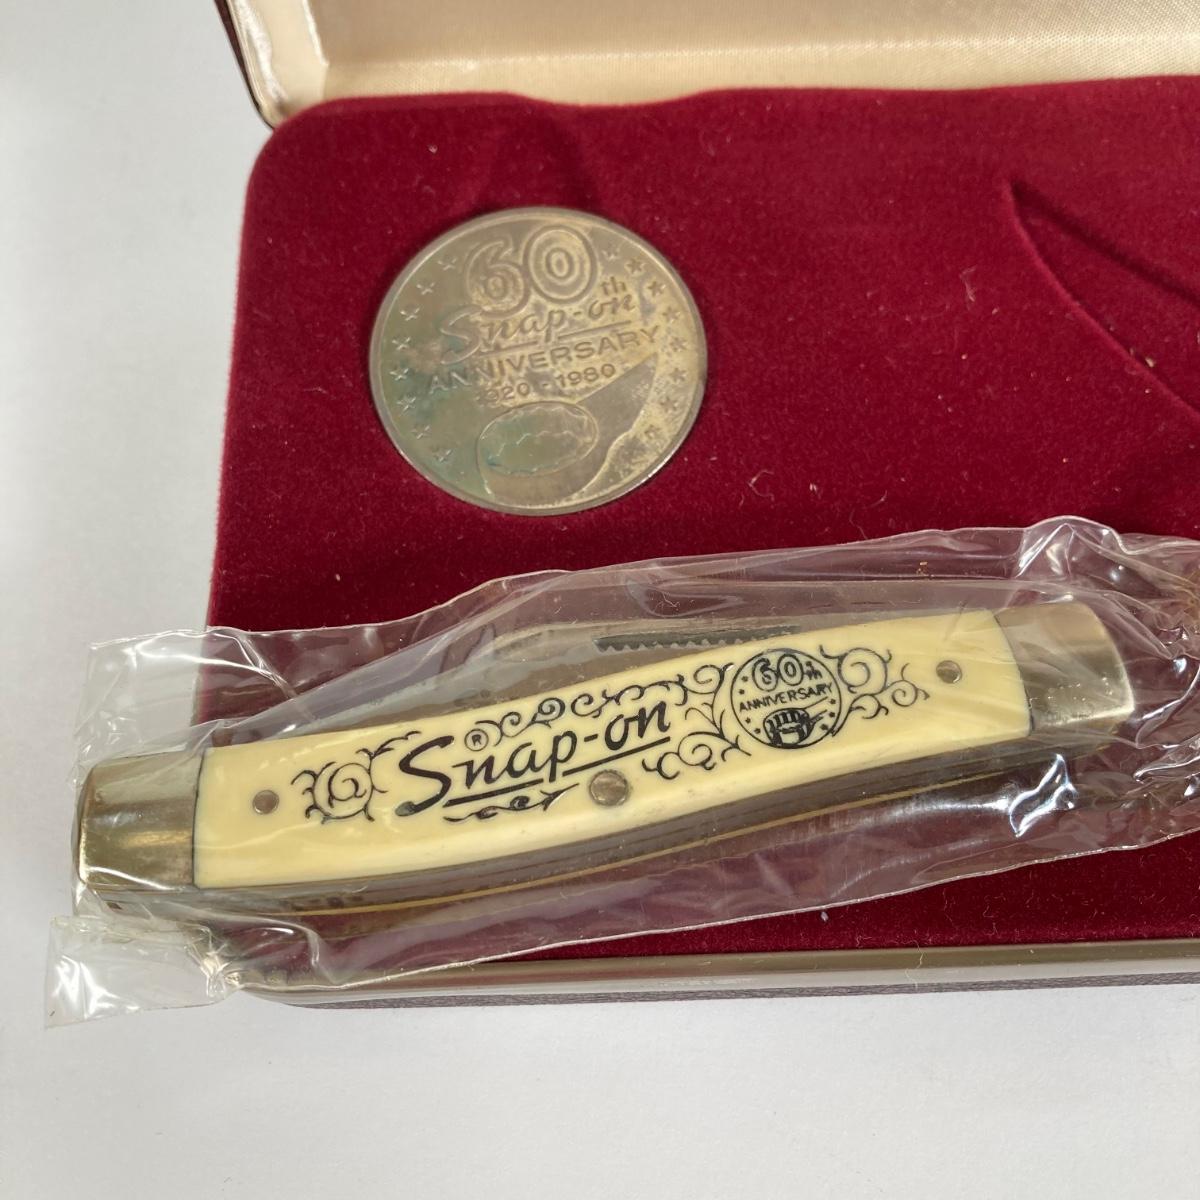 60th
Snap-on
ANNIVERSARY
1920-1980
Snap-on ®
60th
ANNIVERSARY